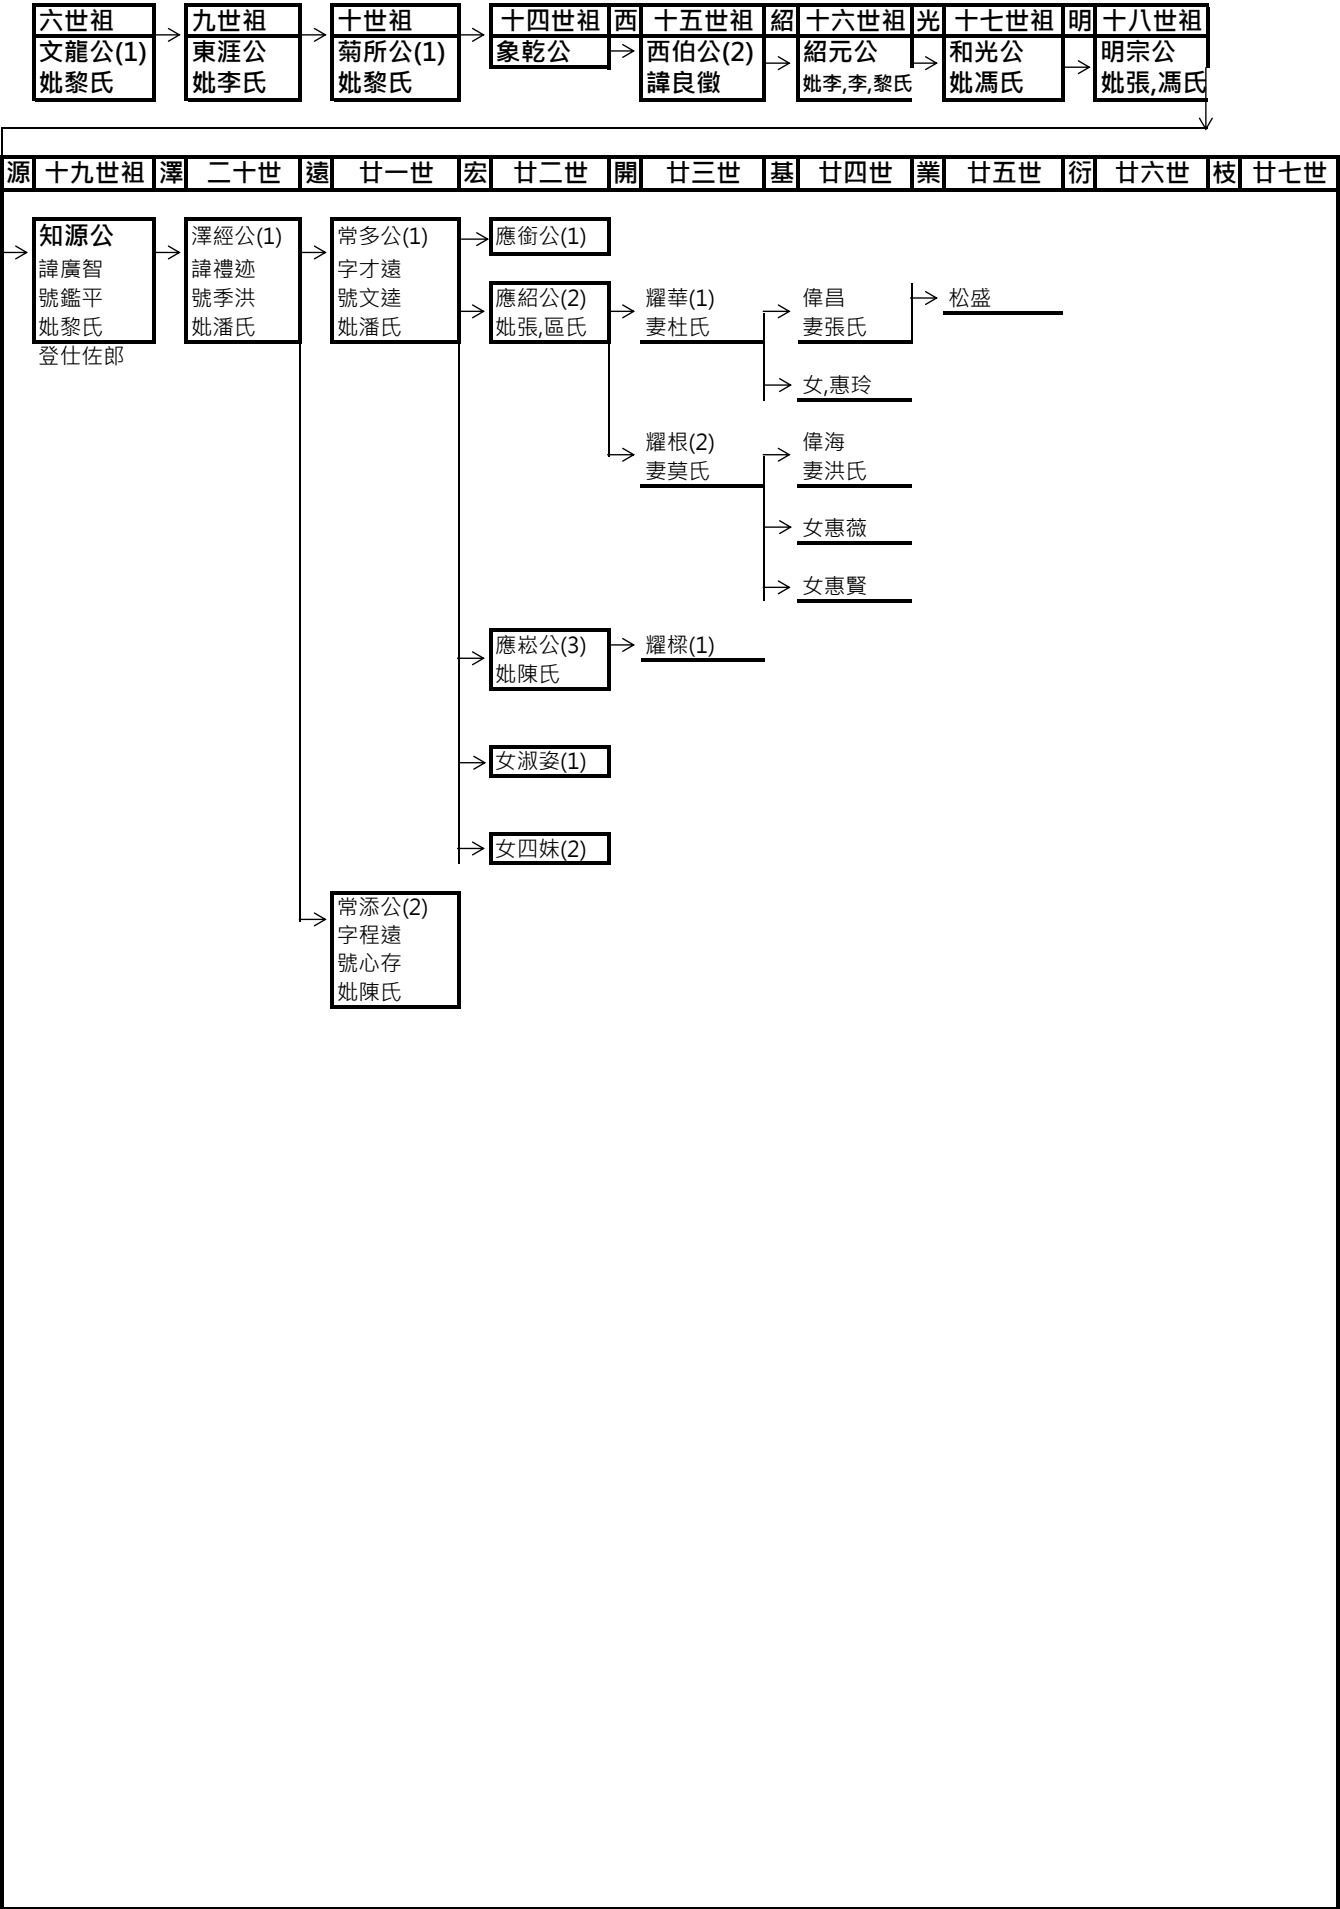 六世祖 九世祖 十世祖 十四世祖 西 十五世祖 紹 十六世祖 光 十七世祖 明 十八世祖
文龍公(1) 東涯公 菊所公(1) 象乾公 西伯公(2) 紹元公 和光公 明宗公
妣黎氏 妣李氏 妣黎氏 諱良徵 妣李,李,黎氏 妣馮氏 妣張,馮氏
源 十九世祖 澤 二十世 遠 廿一世 宏 廿二世 開 廿三世 基 廿四世 業 廿五世 衍 廿六世 枝 廿七世
知源公 澤經公(1) 常多公(1) 應銜公(1)
諱廣智 諱禮迹 字才遠
號鑑平 號季洪 號文逵 應紹公(2) 耀華(1) 偉昌 松盛
妣黎氏 妣潘氏 妣潘氏 妣張,區氏 妻杜氏 妻張氏
登仕佐郎
女,惠玲
耀根(2) 偉海
妻莫氏 妻洪氏
女惠薇
女惠賢
應崧公(3) 耀樑(1)
妣陳氏
女淑姿(1)
女四妹(2)
常添公(2)
字程遠
號心存
妣陳氏